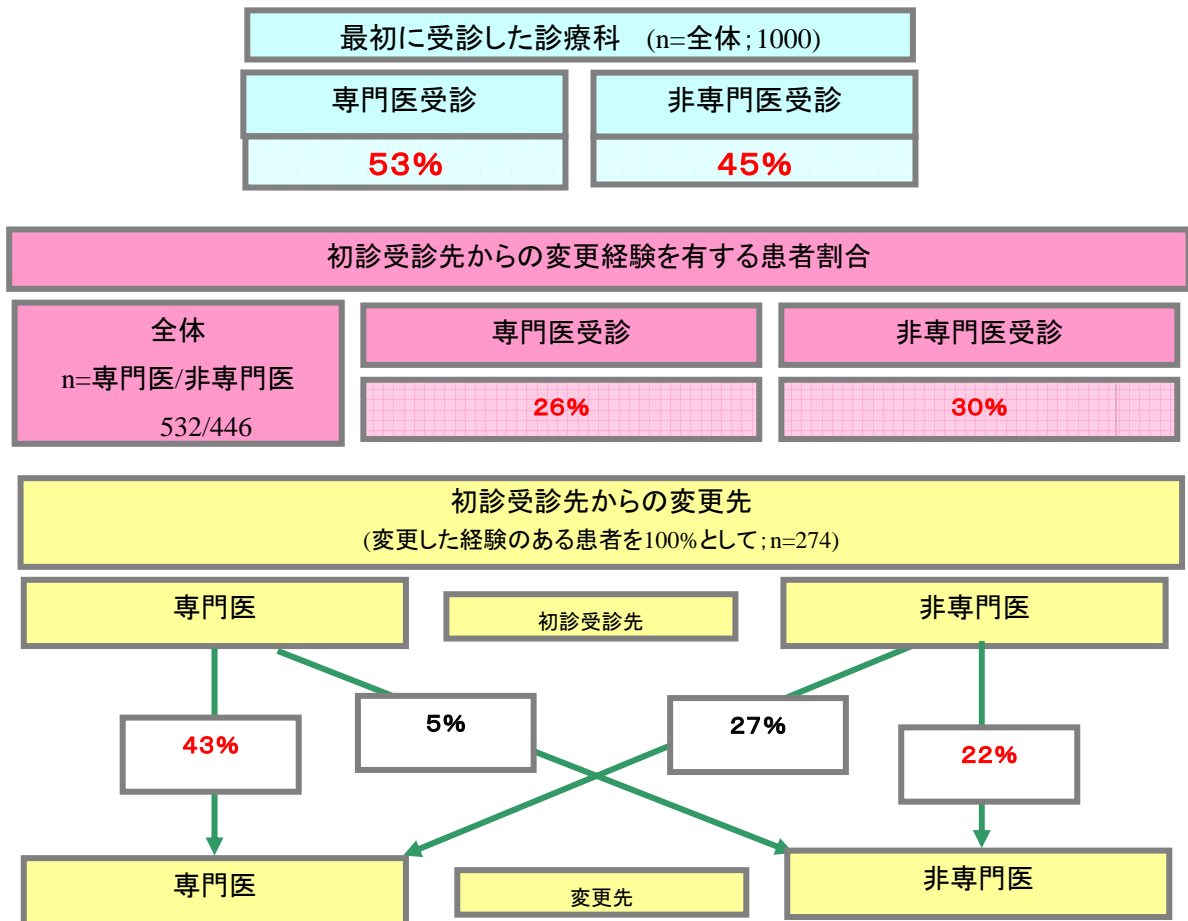 最初に受診した診療科 (n=全体;1000)
専門医受診 非専門医受診
53% 45%
初診受診先からの変更経験を有する患者割合
全体
n=専門医/非専門医
532/446
専門医受診 非専門医受診
26% 30%
初診受診先からの変更先
(変更した経験のある患者を100%として;n=274)
専門医 初診受診先 非専門医
43% 5% 27% 22%
専門医 変更先 非専門医